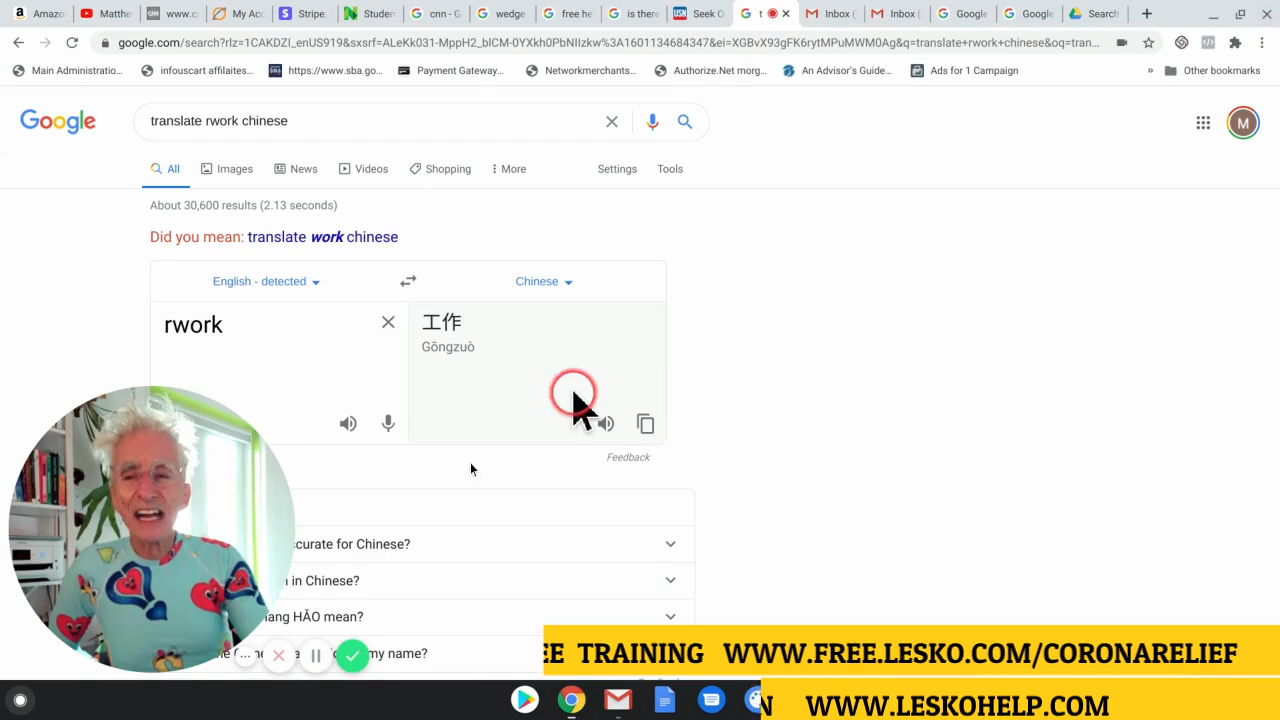 Amazo
Matthe
www.c
My Acc
Stripe:
Studen
cnn - G
wedge
free he
is there
Seek O
t
Inbox (
Inbox (
Google
Google
Search
google.com/search?rlz=1CAKDZI_enUS919&sxsrf=ALeKk031-MppH2_bICM-0YXkh0PbNIIzkw%3A1601134684347&ei=XGBvX93gFK6rytMPuMWM0Ag&q=translate+rwork+chinese&oq=tran...
Main Administratio...
infouscart affilaites...
https://www.sba.go...
Payment Gateway...
Networkmerchants...
Authorize.Net morg...
An Advisor's Guide...
Ads for 1 Campaign
»
Other bookmarks
Google
translate rwork chinese
M
All
Images
News
Videos
Shopping
More
Settings
Tools
About 30,600 results (2.13 seconds)
Did you mean: translate work chinese
English - detected
Chinese
rwork
工作
Gōngzuò
Feedback
curate for Chinese?
in Chinese?
ang HǍO mean?
my name?
EE TRAINING WWW.FREE.LESKO.COM/CORONARELIEF
N WWW.LESKOHELP.COM